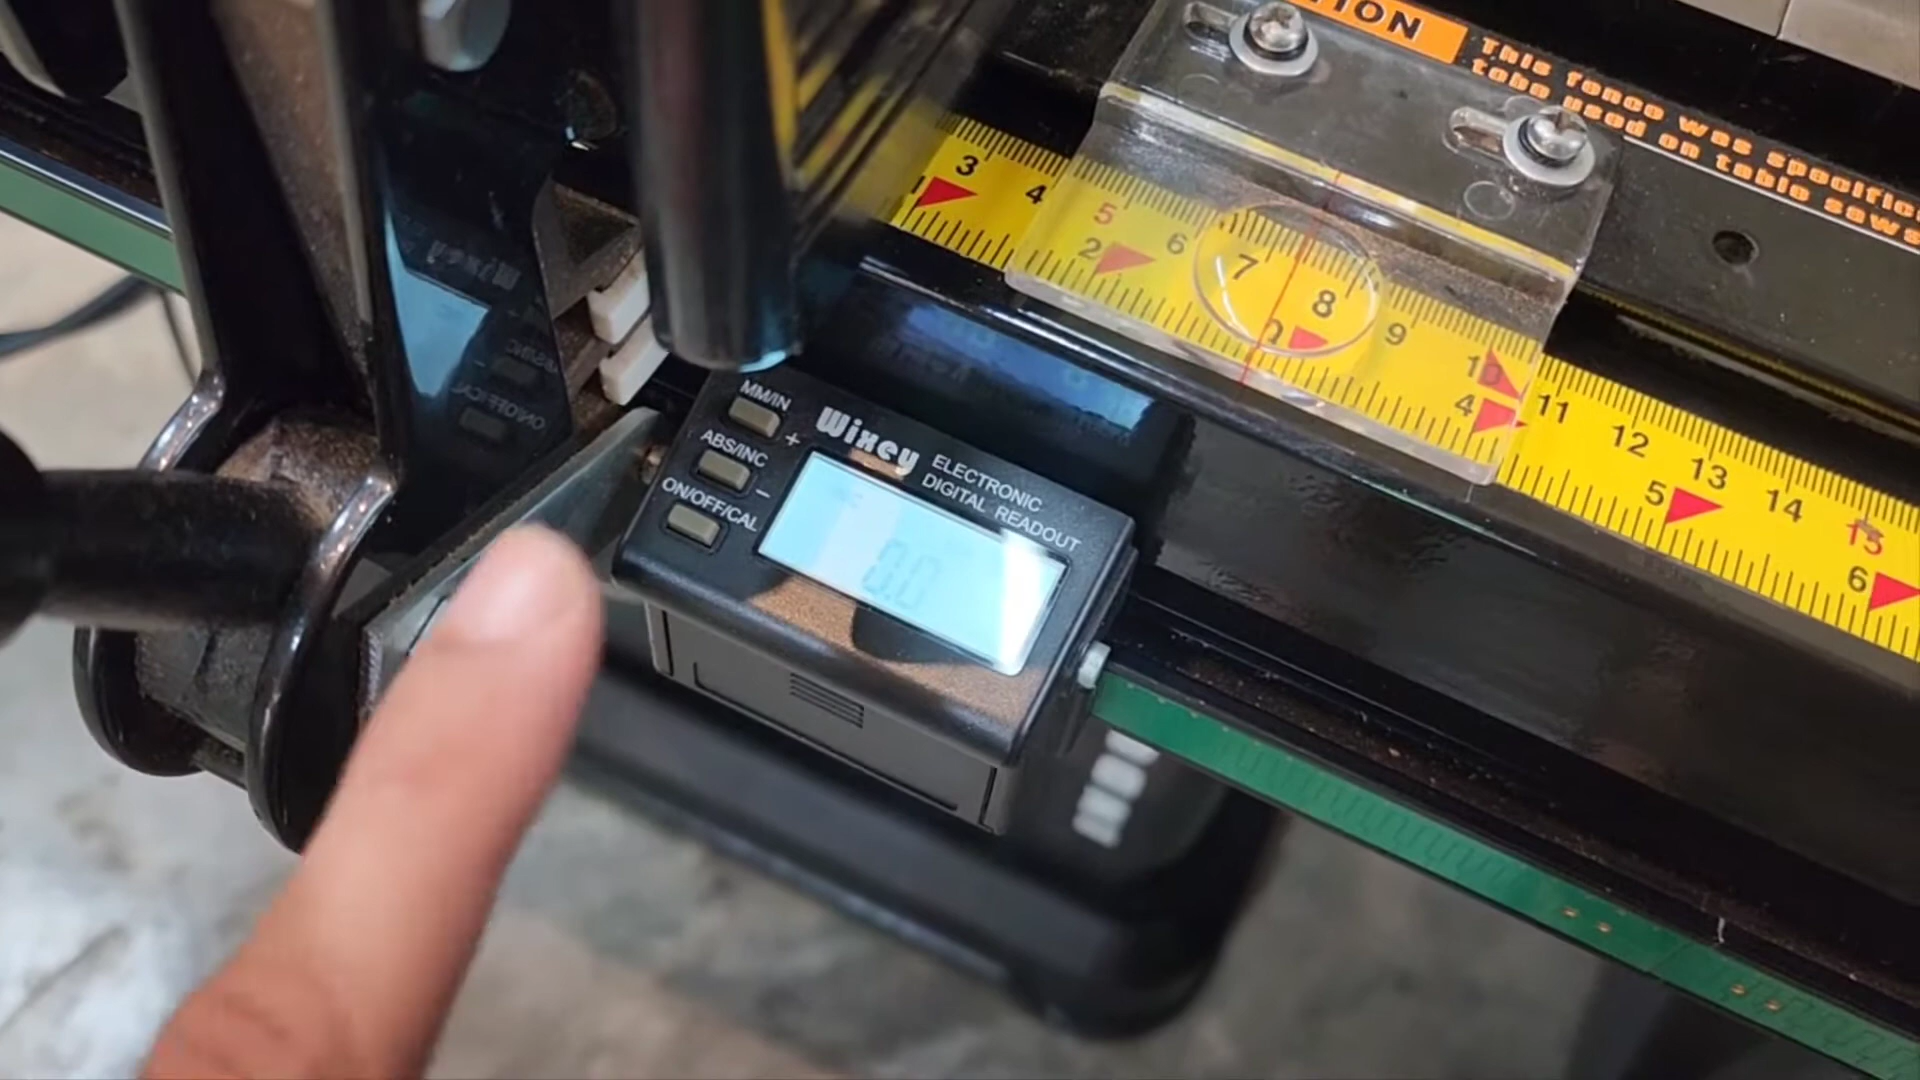 ION
This fence was specific
tobe used on table saws
3 4 5 6 7 8 9 10 11 12 13 14 15
2 4 5 6
MM/IN
+
ABS/INC
-
ON/OFF/CAL
Wixey
ELECTRONIC
DIGITAL READOUT
0.0